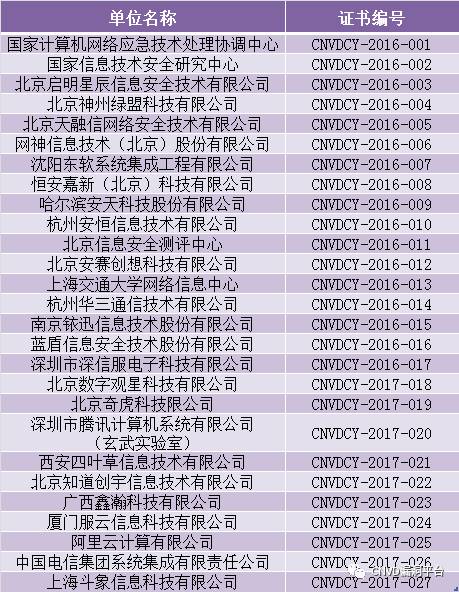 单位名称 证书编号
国家计算机网络应急技术处理协调中心 CNVDCY-2016-001
国家信息技术安全研究中心 CNVDCY-2016-002
北京启明星辰信息安全技术有限公司 CNVDCY-2016-003
北京神州绿盟科技有限公司 CNVDCY-2016-004
北京天融信网络安全技术有限公司 CNVDCY-2016-005
网神信息技术（北京）股份有限公司 CNVDCY-2016-006
沈阳东软系统集成工程有限公司 CNVDCY-2016-007
恒安嘉新（北京）科技有限公司 CNVDCY-2016-008
哈尔滨安天科技股份有限公司 CNVDCY-2016-009
杭州安恒信息技术有限公司 CNVDCY-2016-010
北京信息安全测评中心 CNVDCY-2016-011
北京安赛创想科技有限公司 CNVDCY-2016-012
上海交通大学网络信息中心 CNVDCY-2016-013
杭州华三通信技术有限公司 CNVDCY-2016-014
南京铱迅信息技术股份有限公司 CNVDCY-2016-015
蓝盾信息安全技术股份有限公司 CNVDCY-2016-016
深圳市深信服电子科技有限公司 CNVDCY-2016-017
北京数字观星科技有限公司 CNVDCY-2017-018
北京奇虎科技限公司 CNVDCY-2017-019
深圳市腾讯计算机系统有限公司
（玄武实验室） CNVDCY-2017-020
西安四叶草信息技术有限公司 CNVDCY-2017-021
北京知道创宇信息技术有限公司 CNVDCY-2017-022
广西鑫瀚科技有限公司 CNVDCY-2017-023
厦门服云信息科技有限公司 CNVDCY-2017-024
阿里云计算有限公司 CNVDCY-2017-025
中国电信集团系统集成有限责任公司 CNVDCY-2017-026
上海斗象信息科技有限公司 CNVDCY-2017-027
CNVD漏洞平台